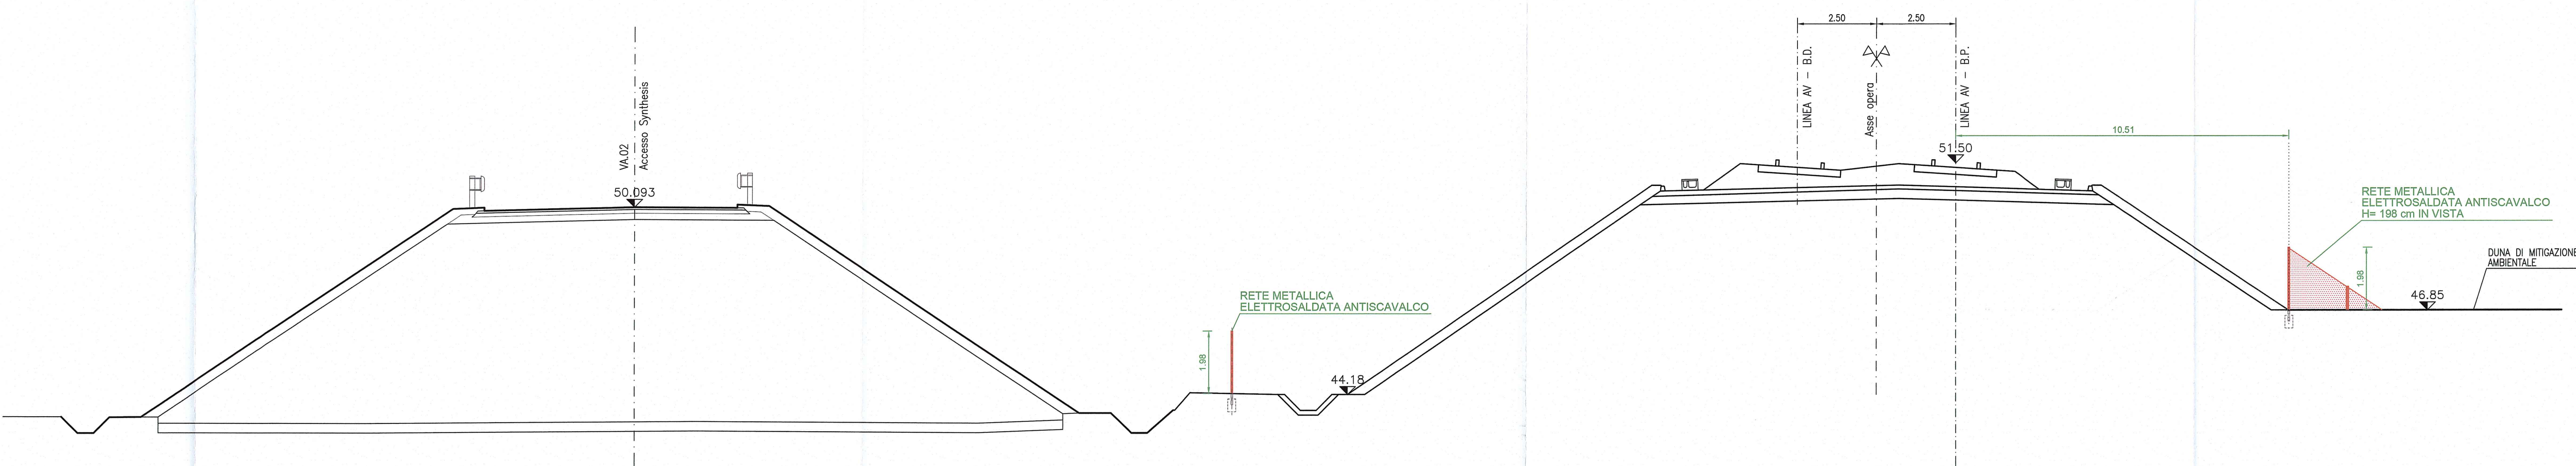 VA.02
Accesso Synthesis
50.093
RETE METALLICA
ELETTROSALDATA ANTISCAVALCO
1.98
44.18
2.50
2.50
LINEA AV - B.D.
Asse opera
LINEA AV - B.P.
51.50
10.51
RETE METALLICA
ELETTROSALDATA ANTISCAVALCO
H= 198 cm IN VISTA
1.98
46.85
DUNA DI MITIGAZIONE
AMBIENTALE